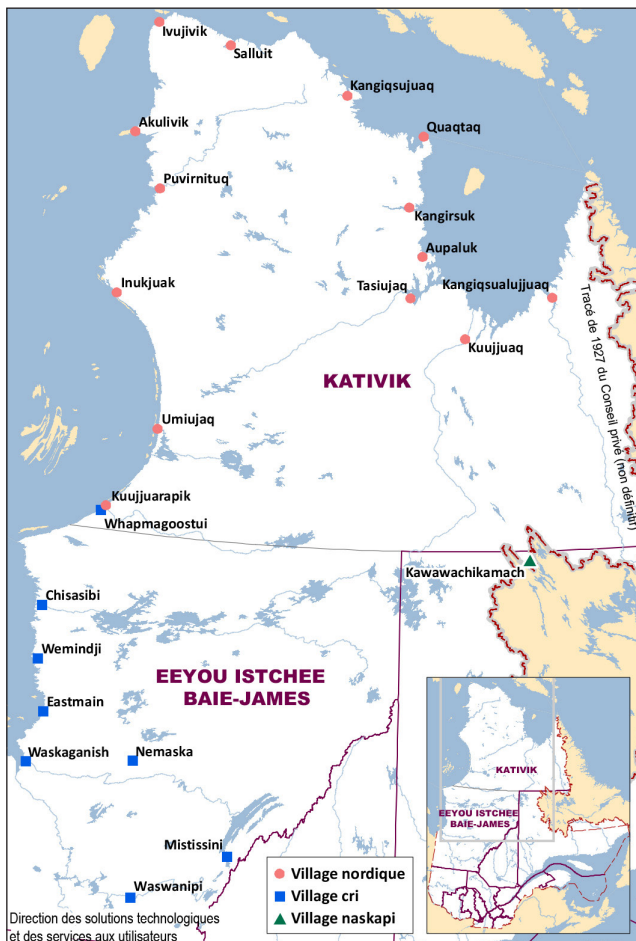 Ivujivik
Salluit
Kangiqsujuaq
Akulivik
Quaqtaq
Puvirnituq
Kangirsuk
Aupaluk
Inukjuak
Tasiujaq
Kangiqsualujjuaq
Kuujjuaq
Tracé de 1927 du Conseil privé (non définitif)
KATIVIK
Umiujaq
Kuujjuarapik
Whapmagoostui
Kawawachikamach
Chisasibi
Wemindji
EEYOU ISTCHEE
BAIE-JAMES
Eastmain
Waskaganish
Nemaska
Mistissini
Waswanipi
KATIVIK
EEYOU ISTCHEE
BAIE-JAMES
Village nordique
Village cri
Village naskapi
Direction des solutions technologiques
et des services aux utilisateurs